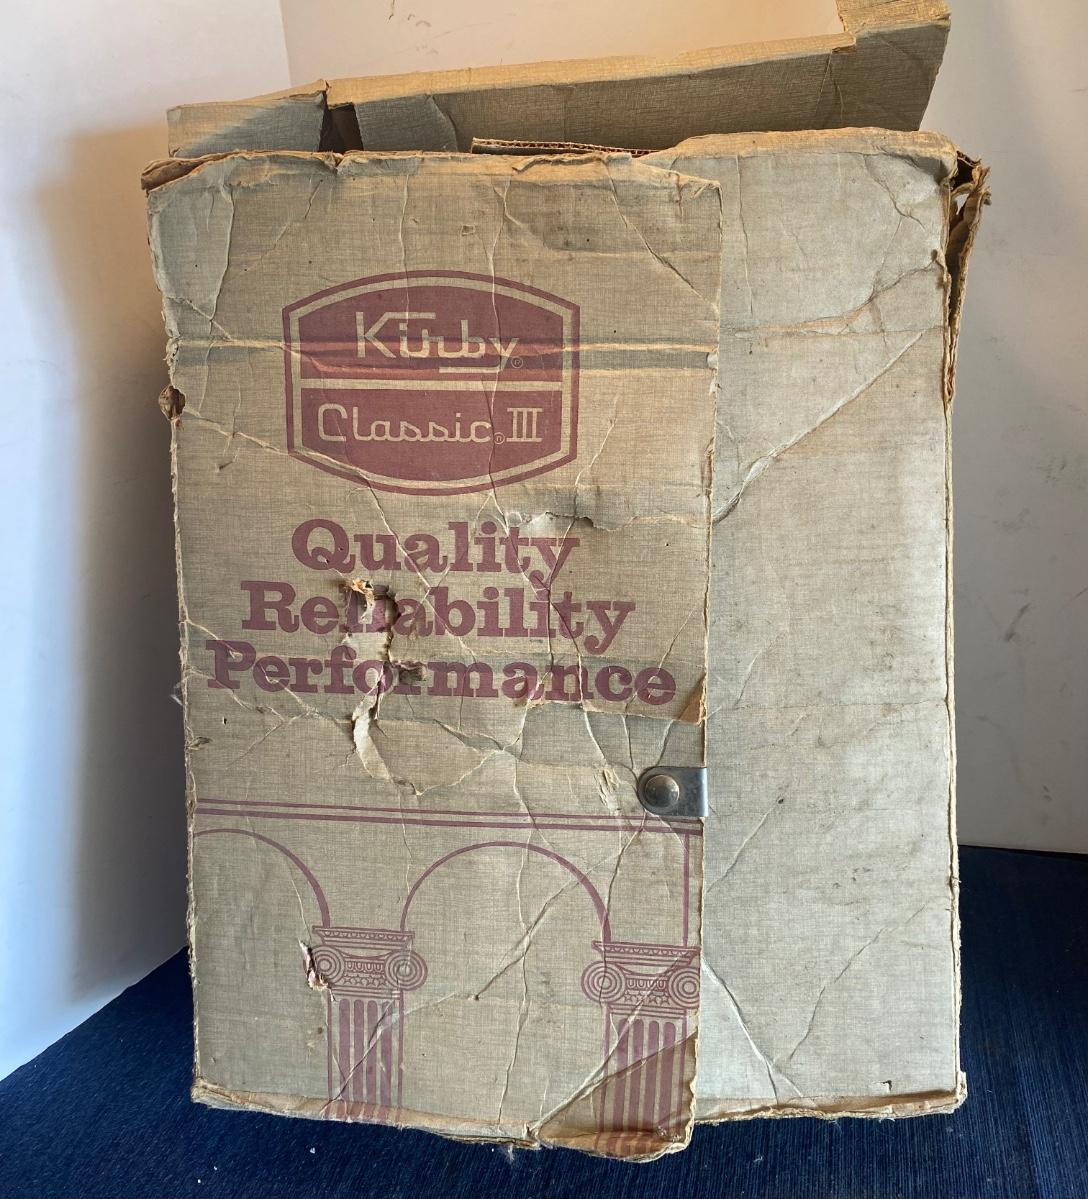 Kirby®
Classic® III
Quality
Reliability
Performance